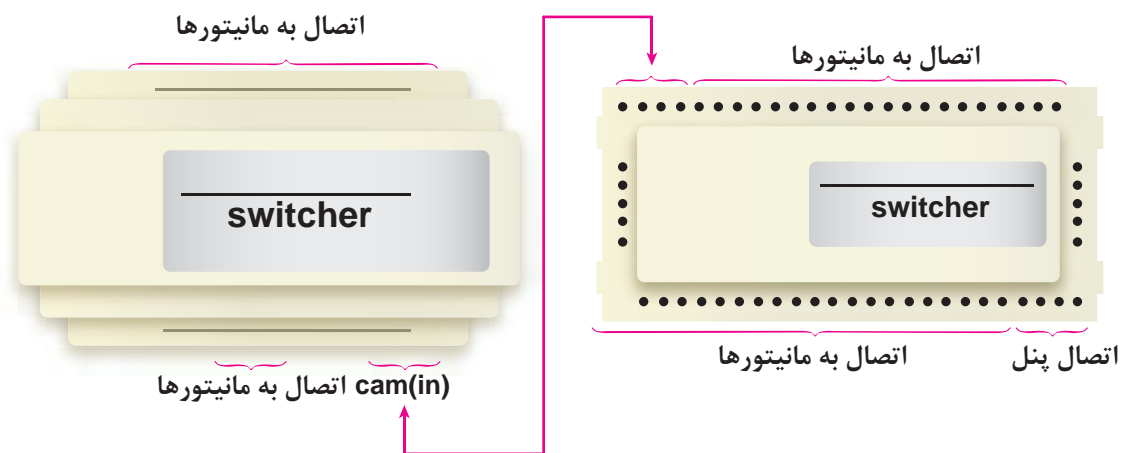 اتصال به مانیتورها
اتصال به مانیتورها
switcher
switcher
اتصال به مانیتورها
اتصال پنل
cam(in) اتصال به مانیتورها